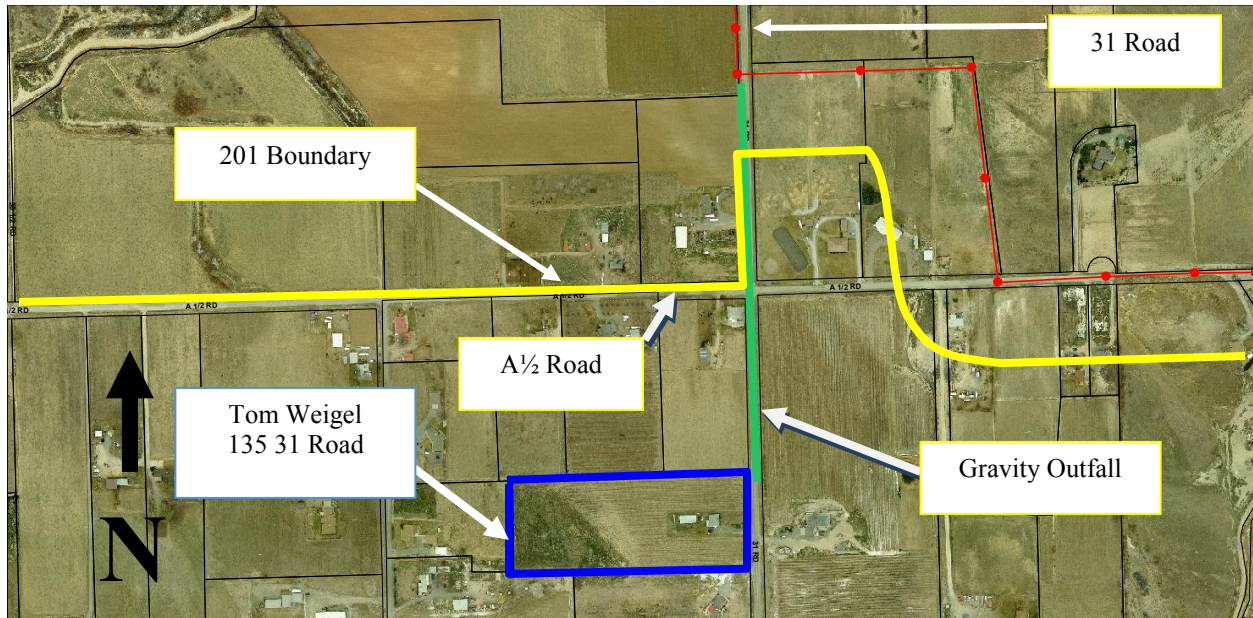 31 Road
201 Boundary
A 1/2 RD
A 1/2 RD
A 1/2 RD
A½ Road
Tom Weigel
135 31 Road
Gravity Outfall
N
31 RD